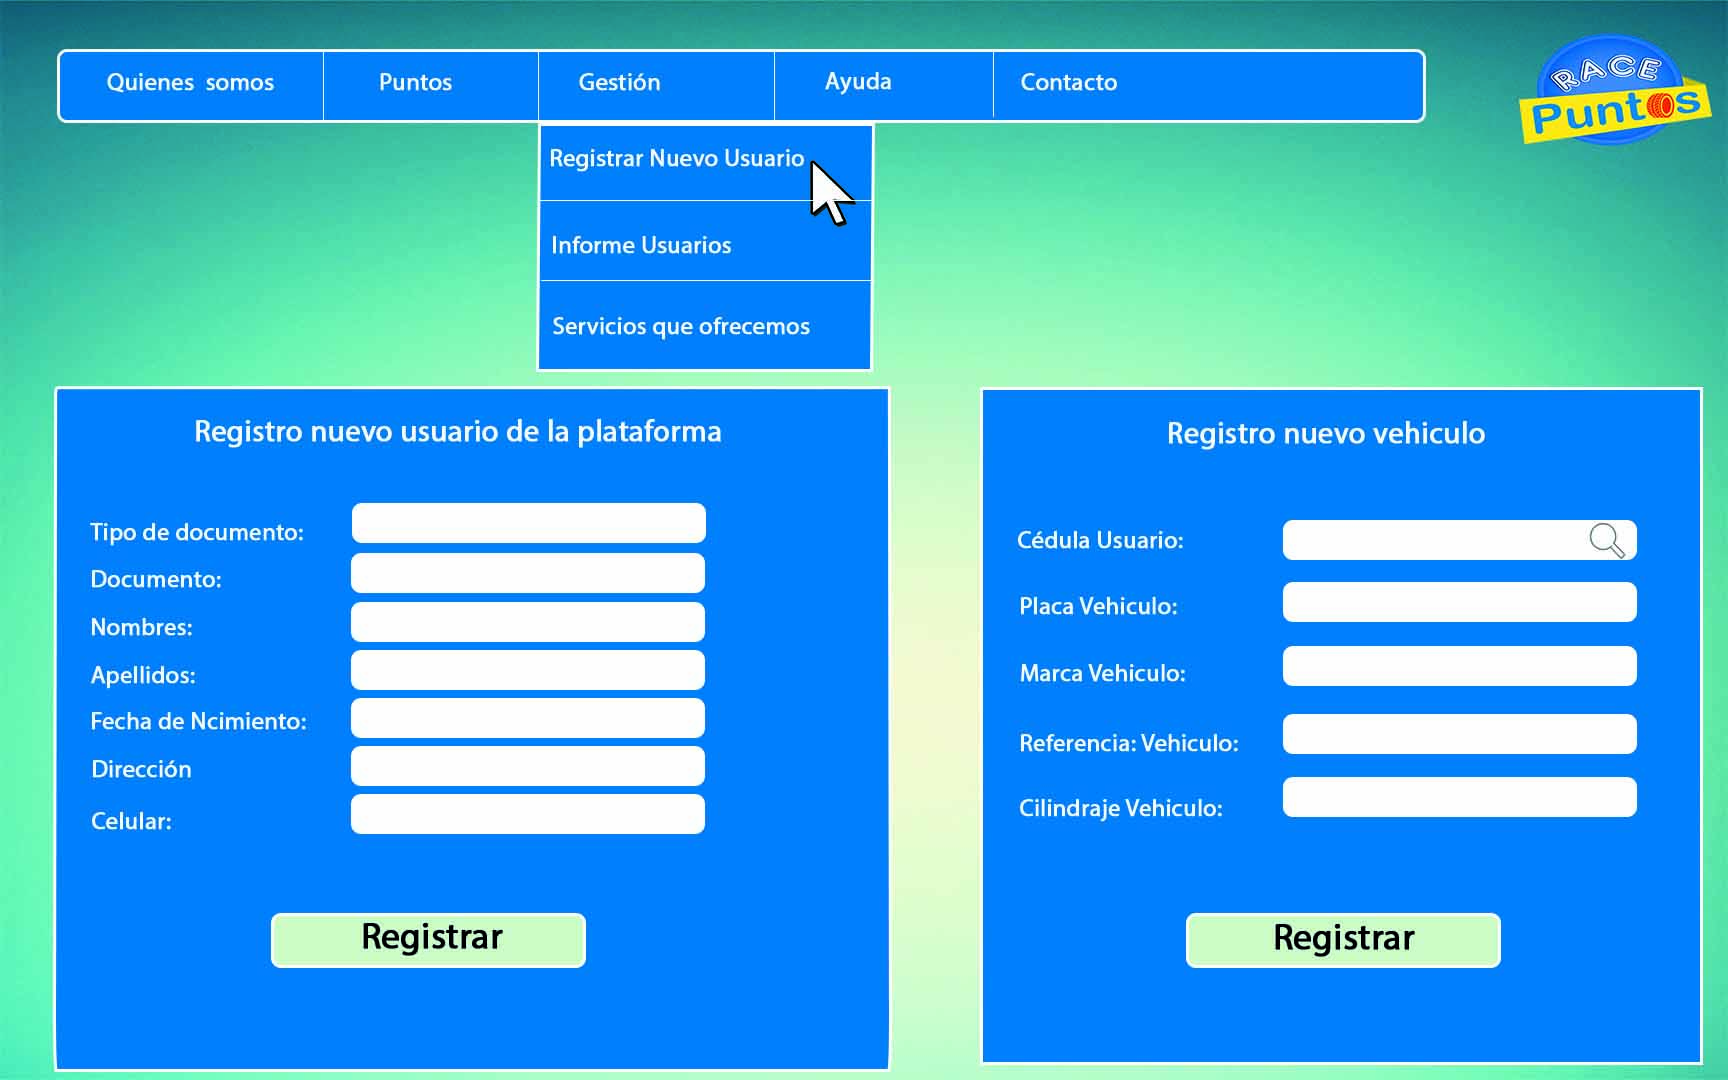 Quienes somos
Puntos
Gestión
Ayuda
Contacto
RACE
Puntos
Registrar Nuevo Usuario
Informe Usuarios
Servicios que ofrecemos
Registro nuevo usuario de la plataforma
Tipo de documento:
Documento:
Nombres:
Apellidos:
Fecha de Ncimiento:
Dirección
Celular:
Registrar
Registro nuevo vehiculo
Cédula Usuario:
Placa Vehiculo:
Marca Vehiculo:
Referencia: Vehiculo:
Cilindraje Vehiculo:
Registrar